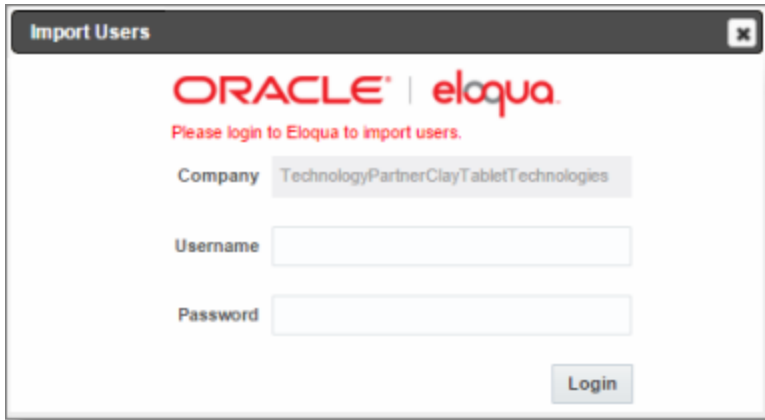 Import Users
ORACLE | eloqua.
Please login to Eloqua to import users.
Company TechnologyPartnerClayTabletTechnologies
Username
Password
Login